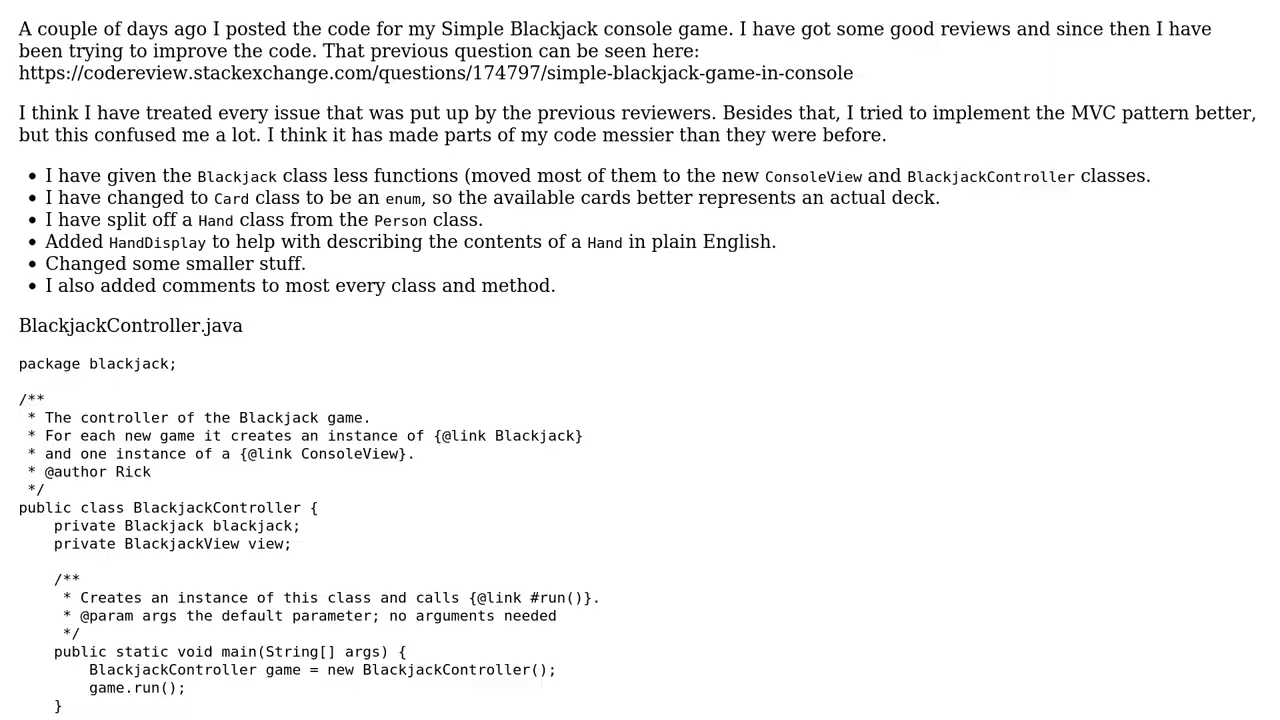 A couple of days ago I posted the code for my Simple Blackjack console game. I have got some good reviews and since then I have
been trying to improve the code. That previous question can be seen here:
https://codereview.stackexchange.com/questions/174797/simple-blackjack-game-in-console
I think I have treated every issue that was put up by the previous reviewers. Besides that, I tried to implement the MVC pattern better,
but this confused me a lot. I think it has made parts of my code messier than they were before.
• I have given the Blackjack class less functions (moved most of them to the new ConsoleView and BlackjackController classes.
• I have changed to Card class to be an enum, so the available cards better represents an actual deck.
• I have split off a Hand class from the Person class.
• Added HandDisplay to help with describing the contents of a Hand in plain English.
• Changed some smaller stuff.
• I also added comments to most every class and method.
BlackjackController.java
package blackjack;
/**
 * The controller of the Blackjack game.
 * For each new game it creates an instance of {@link Blackjack}
 * and one instance of a {@link ConsoleView}.
 * @author Rick
 */
public class BlackjackController {
    private Blackjack blackjack;
    private BlackjackView view;
    /**
     * Creates an instance of this class and calls {@link #run()}.
     * @param args the default parameter; no arguments needed
     */
    public static void main(String[] args) {
        BlackjackController game = new BlackjackController();
        game.run();
    }